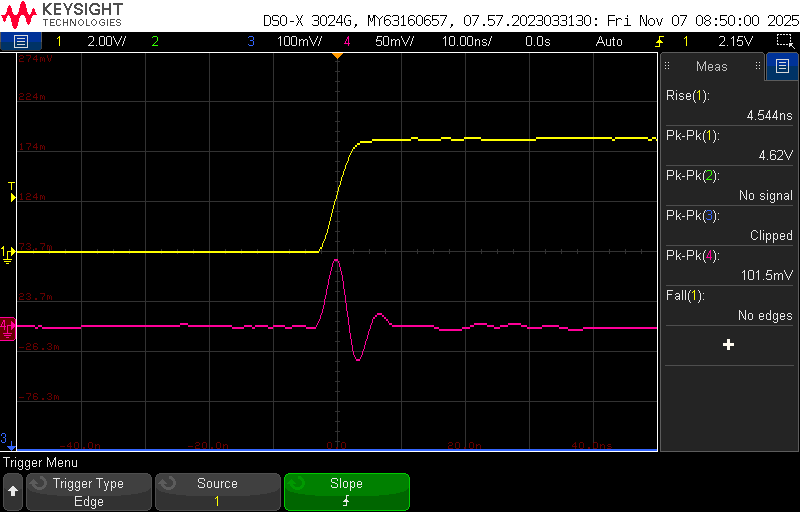 KEYSIGHT
TECHNOLOGIES
DSO-X 3024G, MY63160657, 07.57.2023033130: Fri Nov 07 08:50:00 2025
1 2.00V/ 2 3 100mV/ 4 50mV/ 10.00ns/ 0.0s Auto 1 2.15V
274mV
224m
174m
124m
73.7m
23.7m
-26.3m
-76.3m
T
1
4
3
-40.0n -20.0n 0.0 20.0n 40.0ns
Meas
Rise(1):
4.544ns
Pk-Pk(1):
4.62V
Pk-Pk(2):
No signal
Pk-Pk(3):
Clipped
Pk-Pk(4):
101.5mV
Fall(1):
No edges
Trigger Menu
Trigger Type
Edge
Source
1
Slope